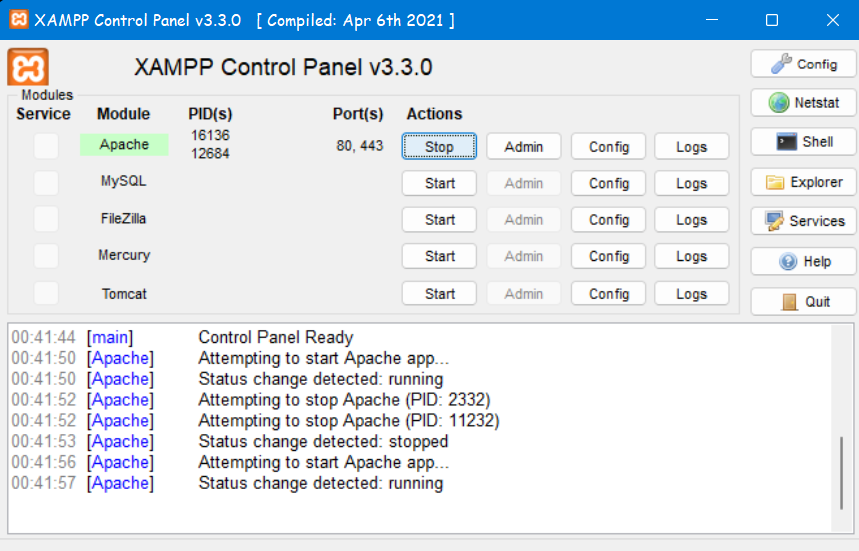 XAMPP Control Panel v3.3.0 [ Compiled: Apr 6th 2021 ]
XAMPP Control Panel v3.3.0
Config
Modules
Service Module PID(s) Port(s) Actions
Netstat
Apache 16136 12684 80, 443 Stop Admin Config Logs
Shell
MySQL Start Admin Config Logs
Explorer
FileZilla Start Admin Config Logs
Services
Mercury Start Admin Config Logs
Help
Tomcat Start Admin Config Logs
Quit
00:41:44 [main] Control Panel Ready
00:41:50 [Apache] Attempting to start Apache app...
00:41:50 [Apache] Status change detected: running
00:41:52 [Apache] Attempting to stop Apache (PID: 2332)
00:41:52 [Apache] Attempting to stop Apache (PID: 11232)
00:41:53 [Apache] Status change detected: stopped
00:41:56 [Apache] Attempting to start Apache app...
00:41:57 [Apache] Status change detected: running